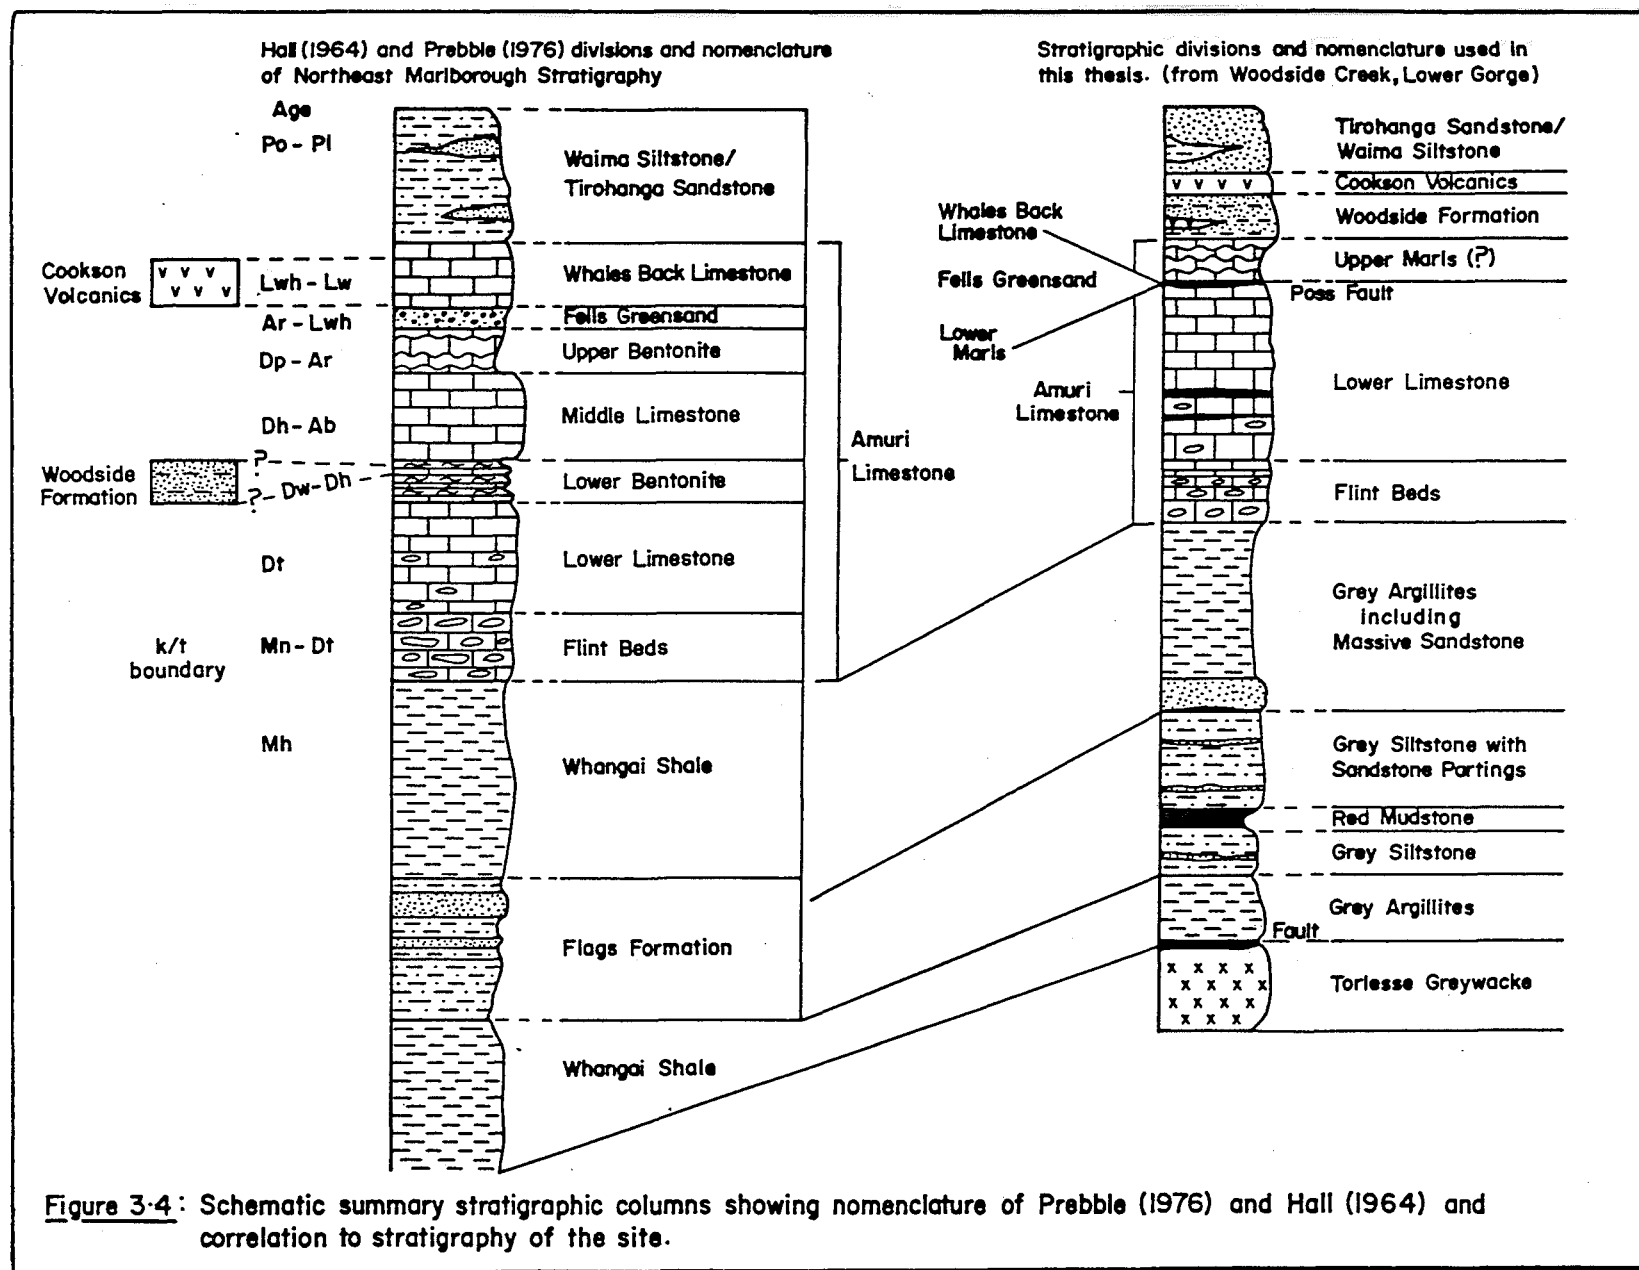 Hall (1964) and Prebble (1976) divisions and nomenclature
of Northeast Marlborough Stratigraphy
Age
Po - Pl
Waima Siltstone/
Tirohanga Sandstone
Cookson
Volcanics
v v v
v v v
Lwh - Lw
Whales Back Limestone
Ar - Lwh
Fells Greensand
Dp - Ar
Upper Bentonite
Dh - Ab
Middle Limestone
Amuri
Limestone
Woodside
Formation
?
? - Dw - Dh
?
Lower Bentonite
Dt
Lower Limestone
k/t
boundary
Mn - Dt
Flint Beds
Mh
Whangai Shale
Flags Formation
Whangai Shale
Stratigraphic divisions and nomenclature used in
this thesis. (from Woodside Creek, Lower Gorge)
Tirohanga Sandstone/
Waima Siltstone
v v v v
Cookson Volcanics
Whales Back
Limestone
Woodside Formation
Fells Greensand
Upper Marls (?)
Poss Fault
Lower
Marls
Amuri
Limestone
Lower Limestone
Flint Beds
Grey Argillites
including
Massive Sandstone
Grey Siltstone with
Sandstone Partings
Red Mudstone
Grey Siltstone
Grey Argillites
Fault
x x x x
x x x x
x x x x
x x x
Torlesse Greywacke
Figure 3·4 : Schematic summary stratigraphic columns showing nomenclature of Prebble (1976) and Hall (1964) and
correlation to stratigraphy of the site.